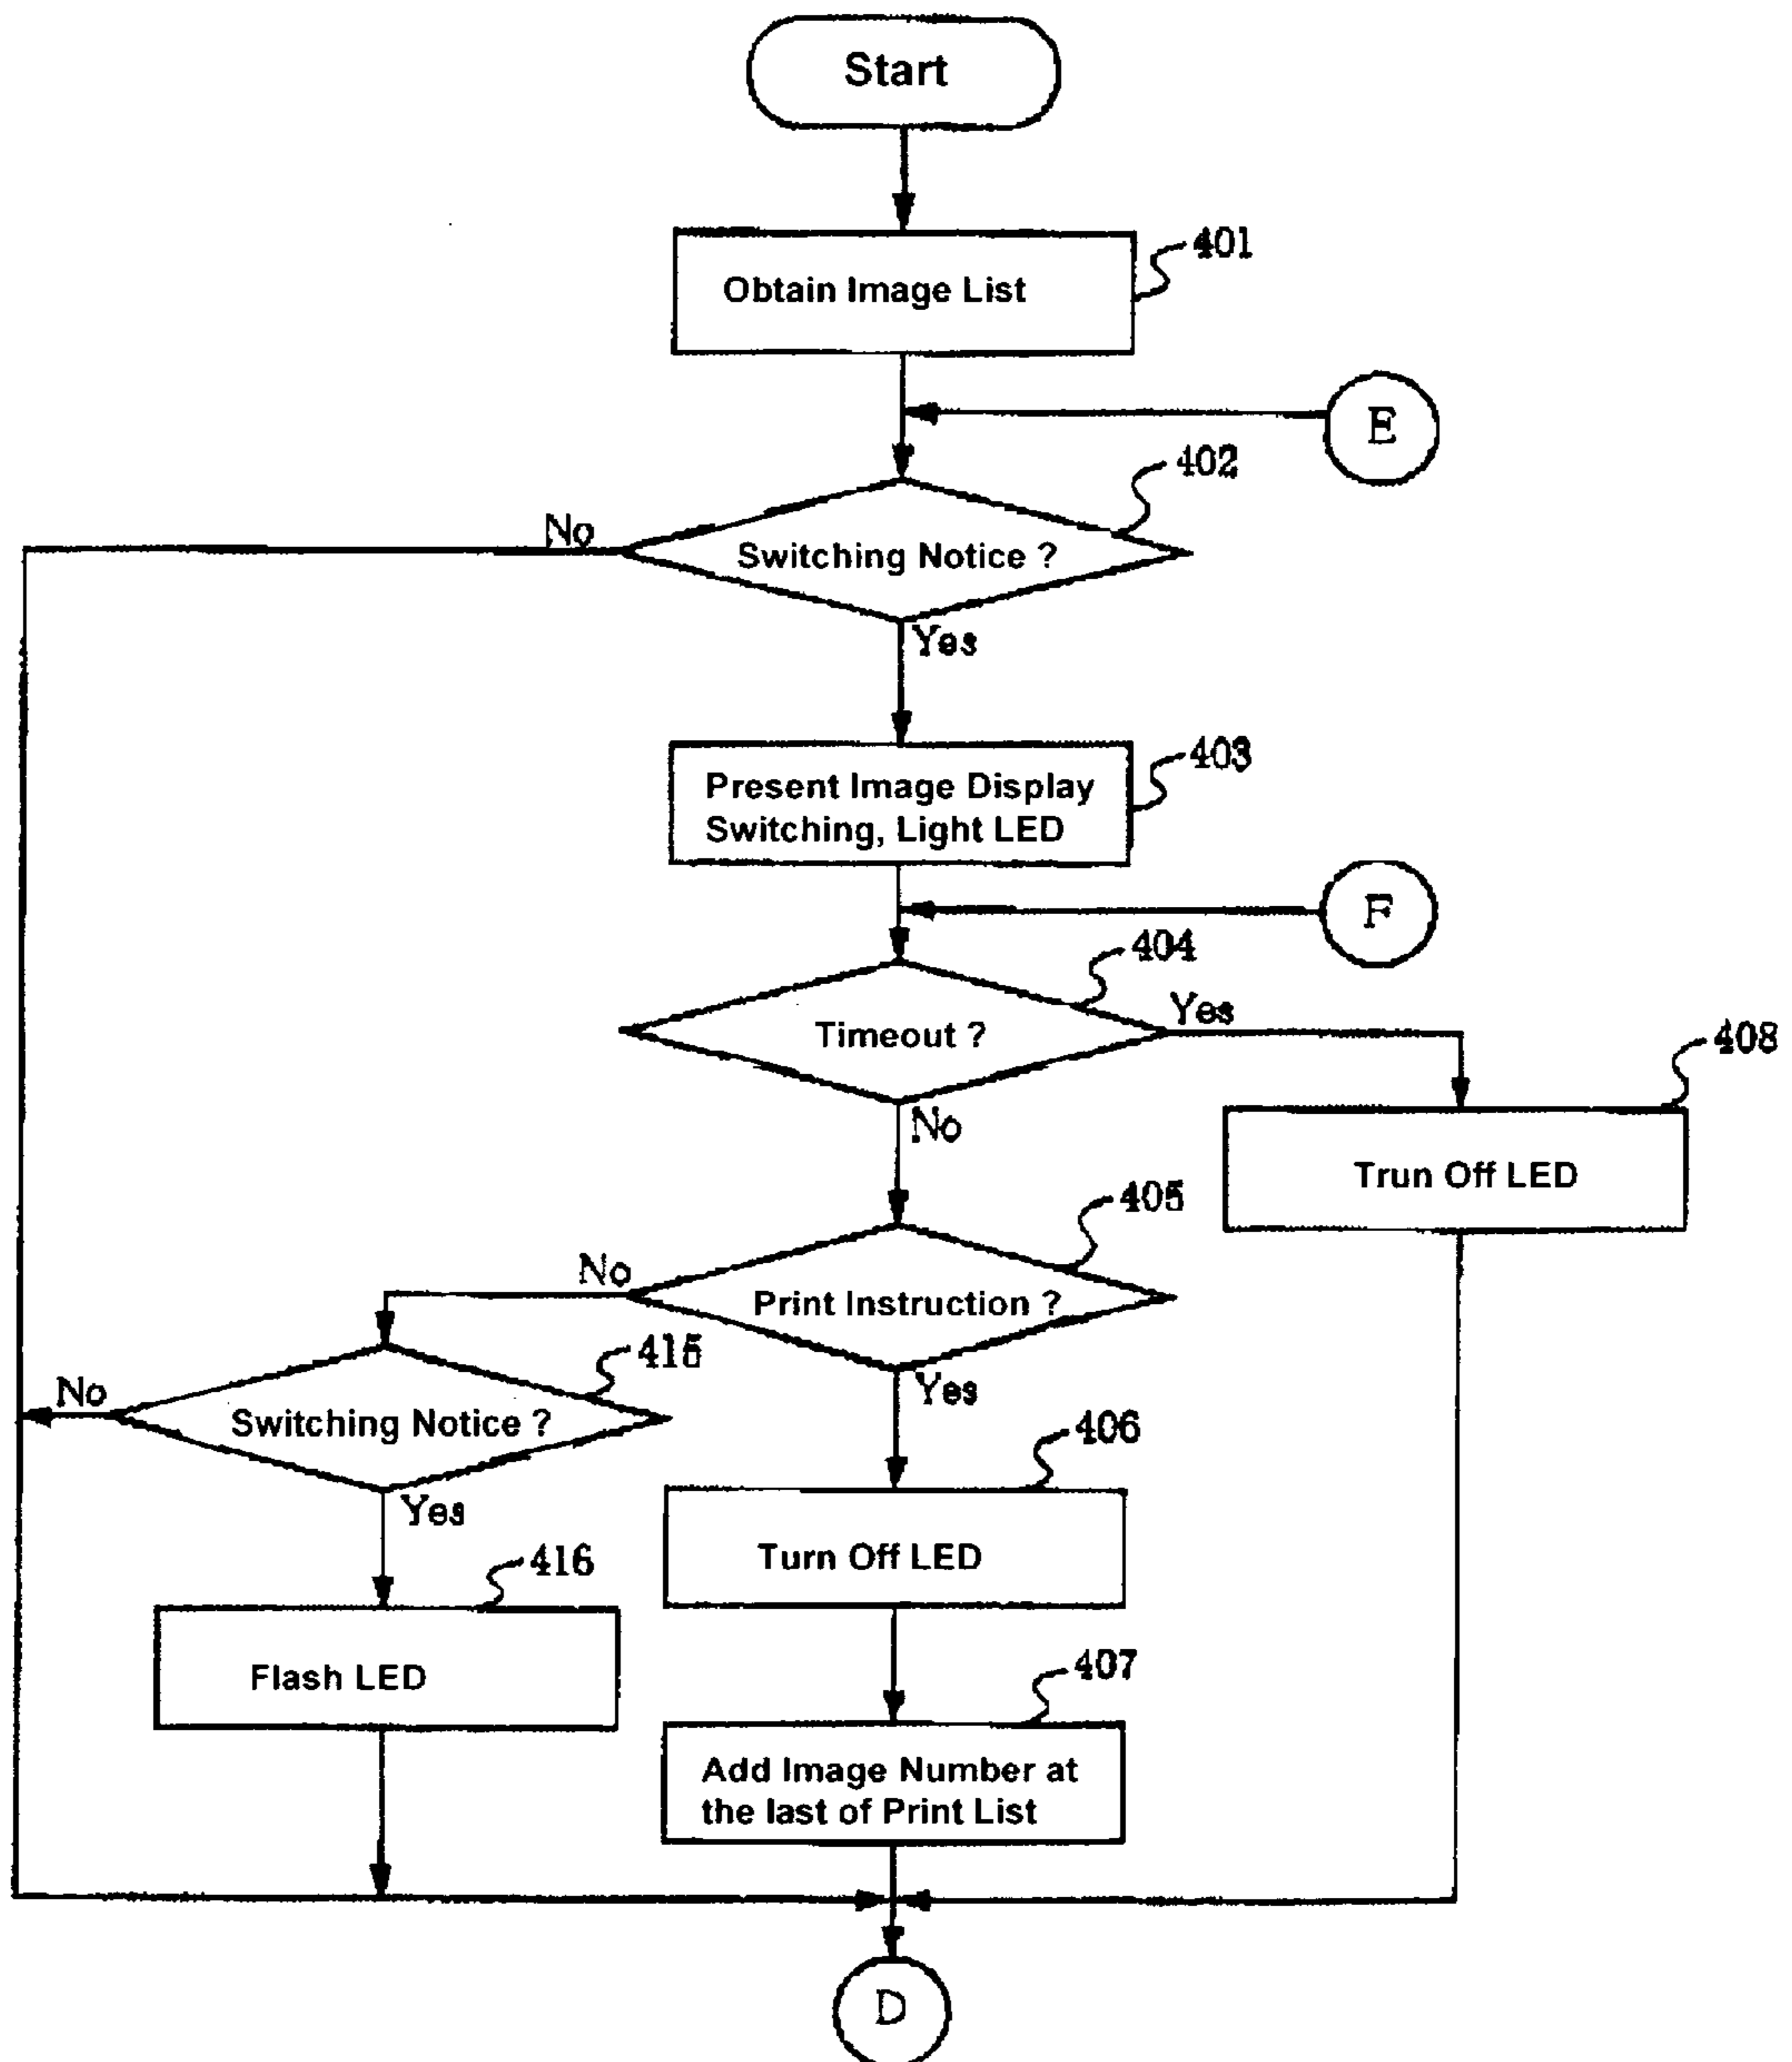 Start
401
Obtain Image List
E
402
No
Switching Notice ?
Yes
403
Present Image Display
Switching, Light LED
F
404
Yes
Timeout ?
408
No
Trun Off LED
405
No
Print Instruction ?
415
No
Yes
Switching Notice ?
406
Yes
Turn Off LED
416
Flash LED
407
Add Image Number at
the last of Print List
D